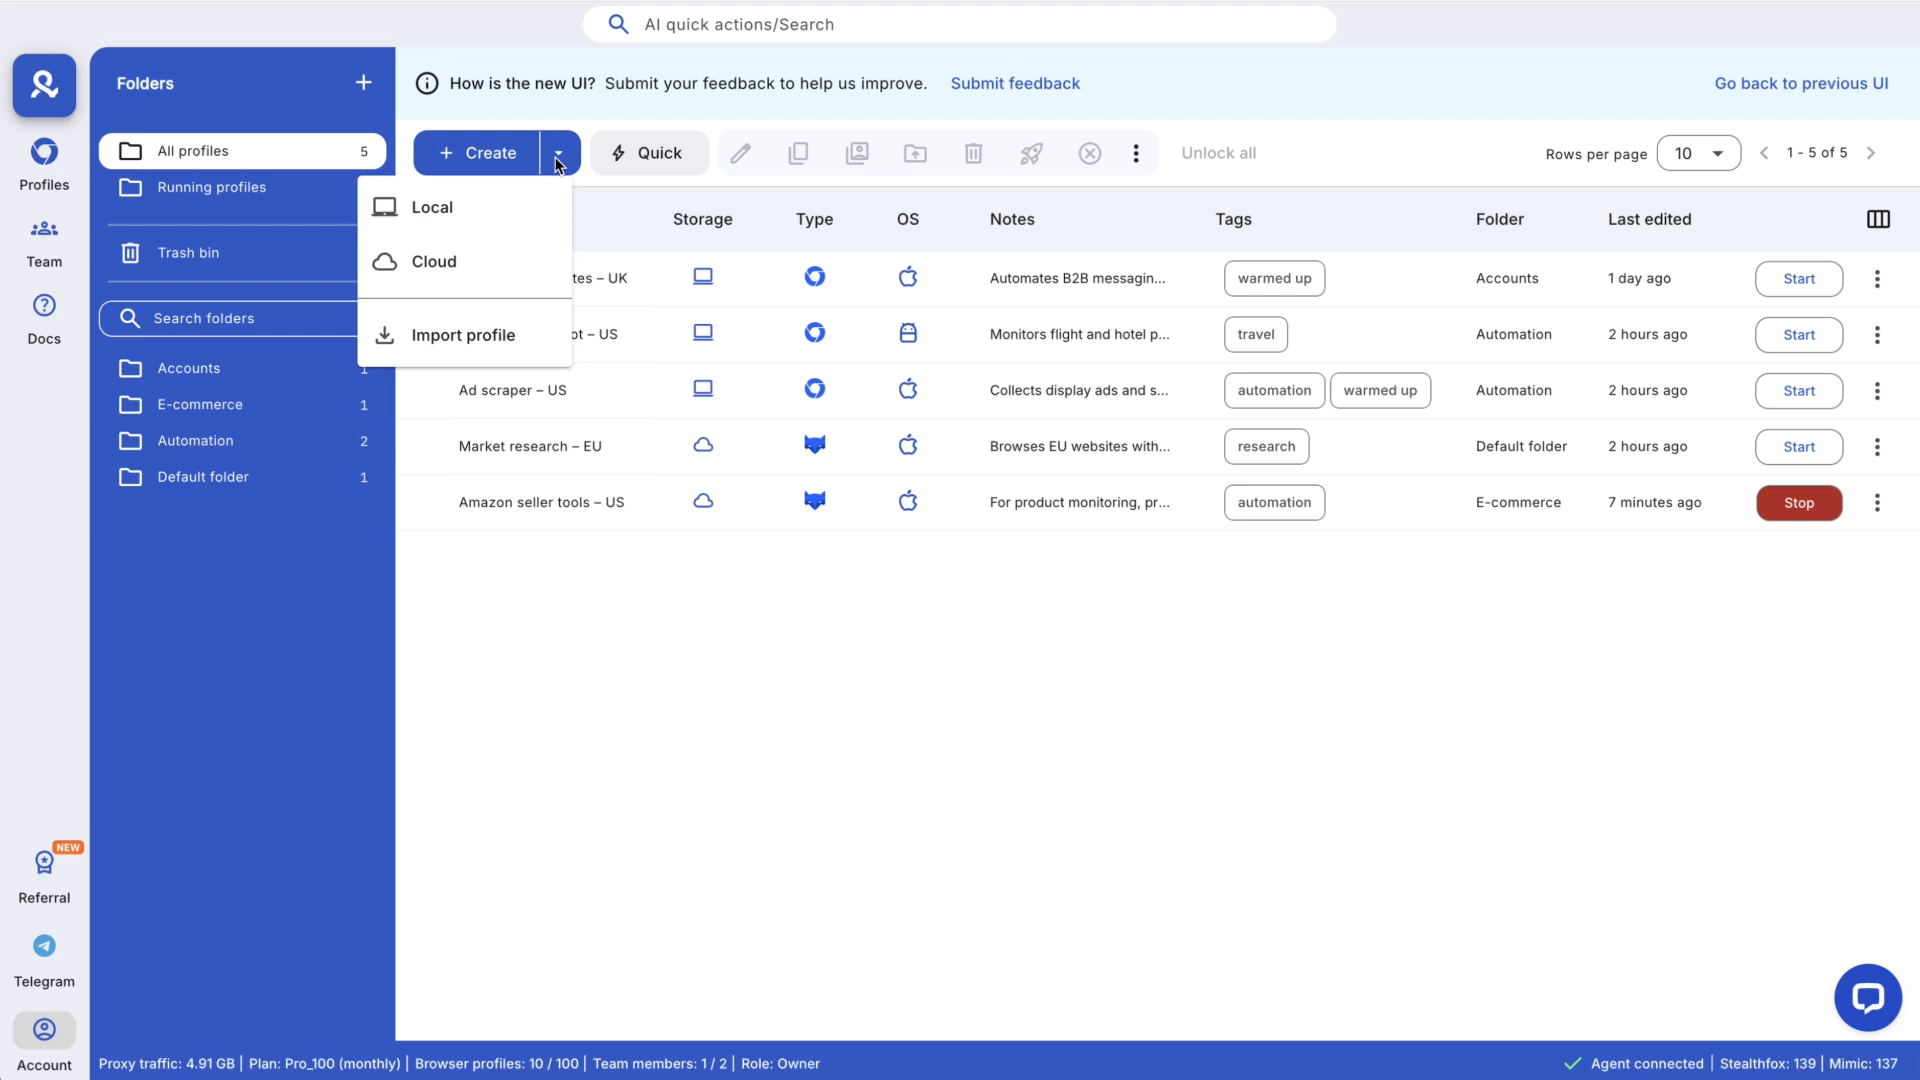 AI quick actions/Search
Folders
How is the new UI? Submit your feedback to help us improve. Submit feedback
Go back to previous UI
All profiles 5
Running profiles
Trash bin
Search folders
Accounts 1
E-commerce 1
Automation 2
Default folder 1
Profiles
Team
Docs
NEW
Referral
Telegram
Account
Create
Quick
Unlock all
Rows per page 10 1 - 5 of 5
Local
Cloud
Import profile
Storage Type OS Notes Tags Folder Last edited
tes – UK Automates B2B messagin... warmed up Accounts 1 day ago Start
ot – US Monitors flight and hotel p... travel Automation 2 hours ago Start
Ad scraper – US Collects display ads and s... automation warmed up Automation 2 hours ago Start
Market research – EU Browses EU websites with... research Default folder 2 hours ago Start
Amazon seller tools – US For product monitoring, pr... automation E-commerce 7 minutes ago Stop
Proxy traffic: 4.91 GB | Plan: Pro_100 (monthly) | Browser profiles: 10 / 100 | Team members: 1 / 2 | Role: Owner
Agent connected | Stealthfox: 139 | Mimic: 137